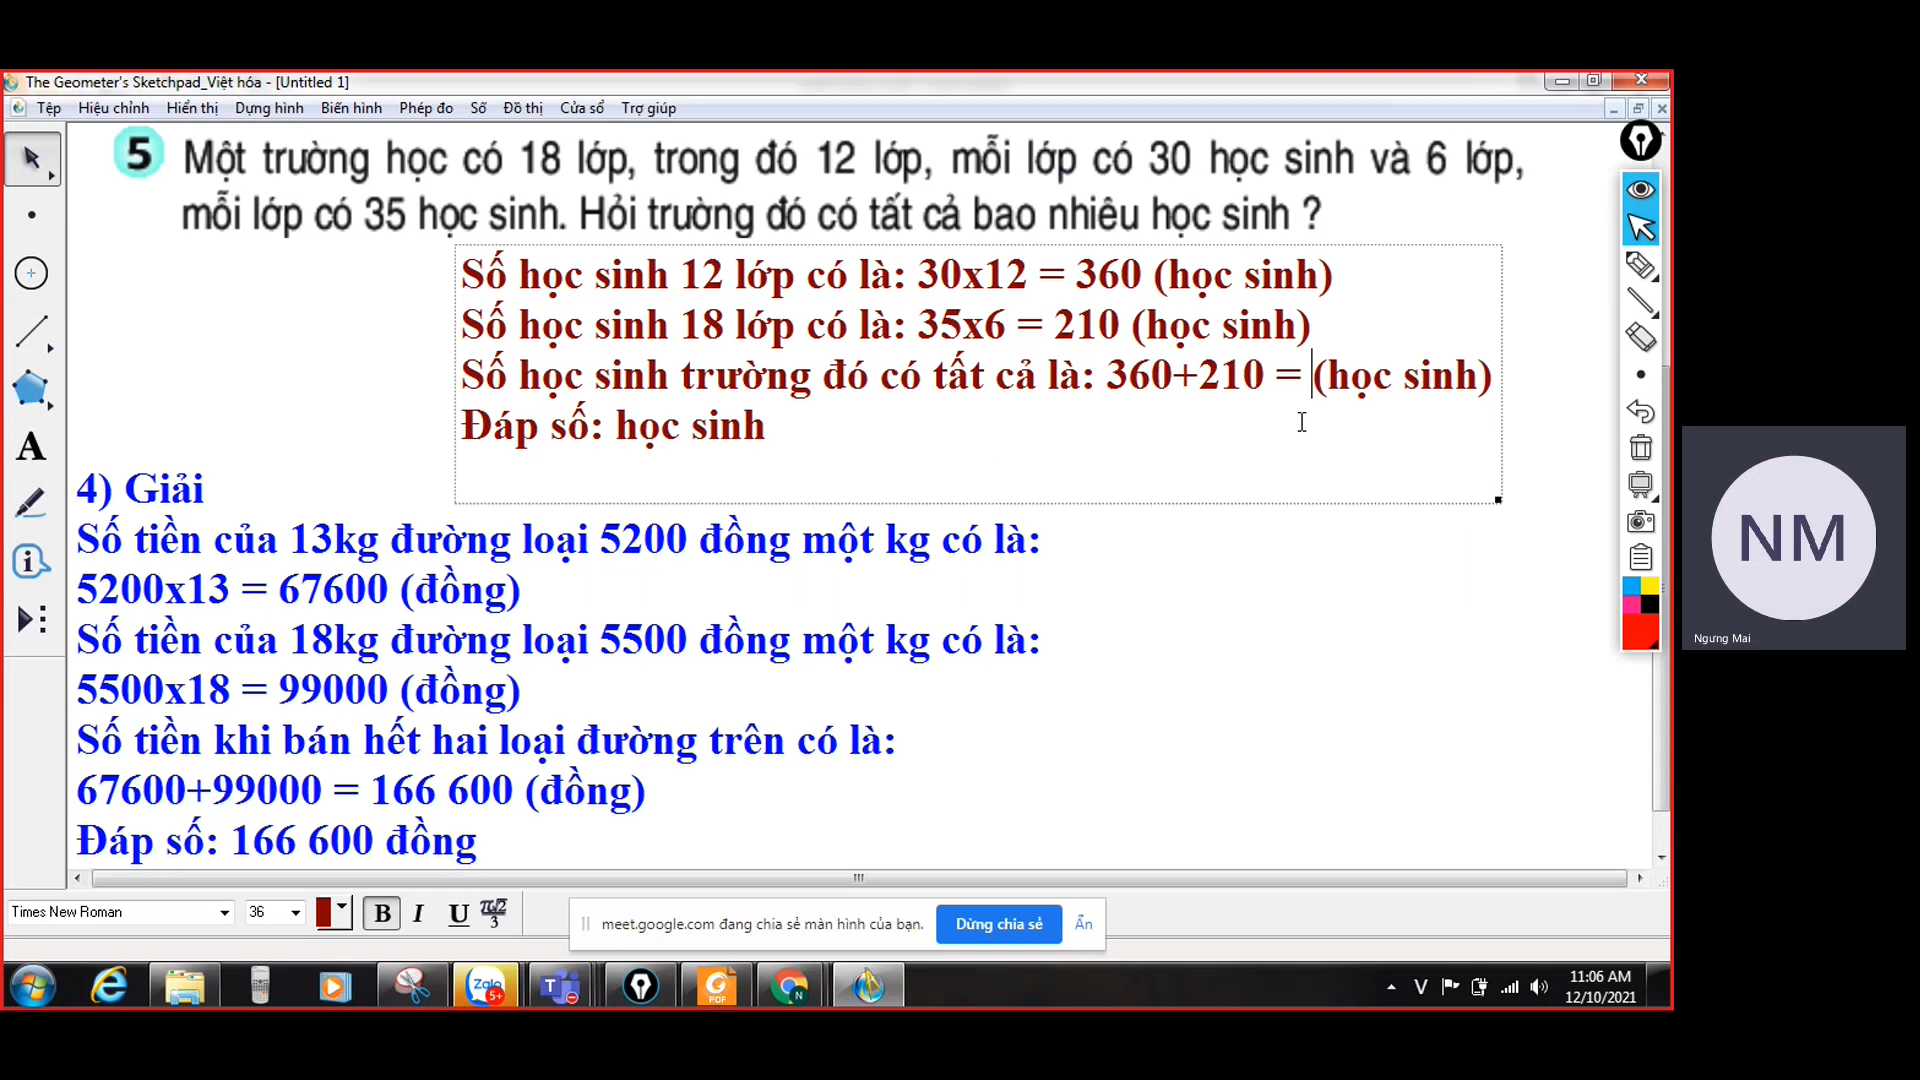 The Geometer's Sketchpad_Việt hóa - [Untitled 1]
Tệp Hiệu chỉnh Hiển thị Dựng hình Biến hình Phép đo Số Đồ thị Cửa sổ Trợ giúp
5 Một trường học có 18 lớp, trong đó 12 lớp, mỗi lớp có 30 học sinh và 6 lớp,
mỗi lớp có 35 học sinh. Hỏi trường đó có tất cả bao nhiêu học sinh ?
Số học sinh 12 lớp có là: 30x12 = 360 (học sinh)
Số học sinh 18 lớp có là: 35x6 = 210 (học sinh)
Số học sinh trường đó có tất cả là: 360+210 = (học sinh)
Đáp số: học sinh
4) Giải
Số tiền của 13kg đường loại 5200 đồng một kg có là:
5200x13 = 67600 (đồng)
Số tiền của 18kg đường loại 5500 đồng một kg có là:
5500x18 = 99000 (đồng)
Số tiền khi bán hết hai loại đường trên có là:
67600+99000 = 166 600 (đồng)
Đáp số: 166 600 đồng
A
NM
Ngưng Mai
Times New Roman 36 B I U
meet.google.com đang chia sẻ màn hình của bạn. Dừng chia sẻ Ẩn
Zalo 5+ T PDF N V 11:06 AM
12/10/2021